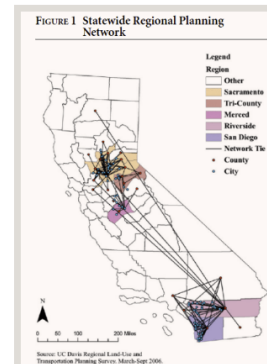 FIGURE 1 Statewide Regional Planning
Network
Legend
Region
Other
Sacramento
Tri-County
Merced
Riverside
San Diego
Network Tie
County
City
N
0 50 100 200 Miles
Source: UC Davis Regional Land-Use and
Transportation Planning Survey, March-Sept 2006.